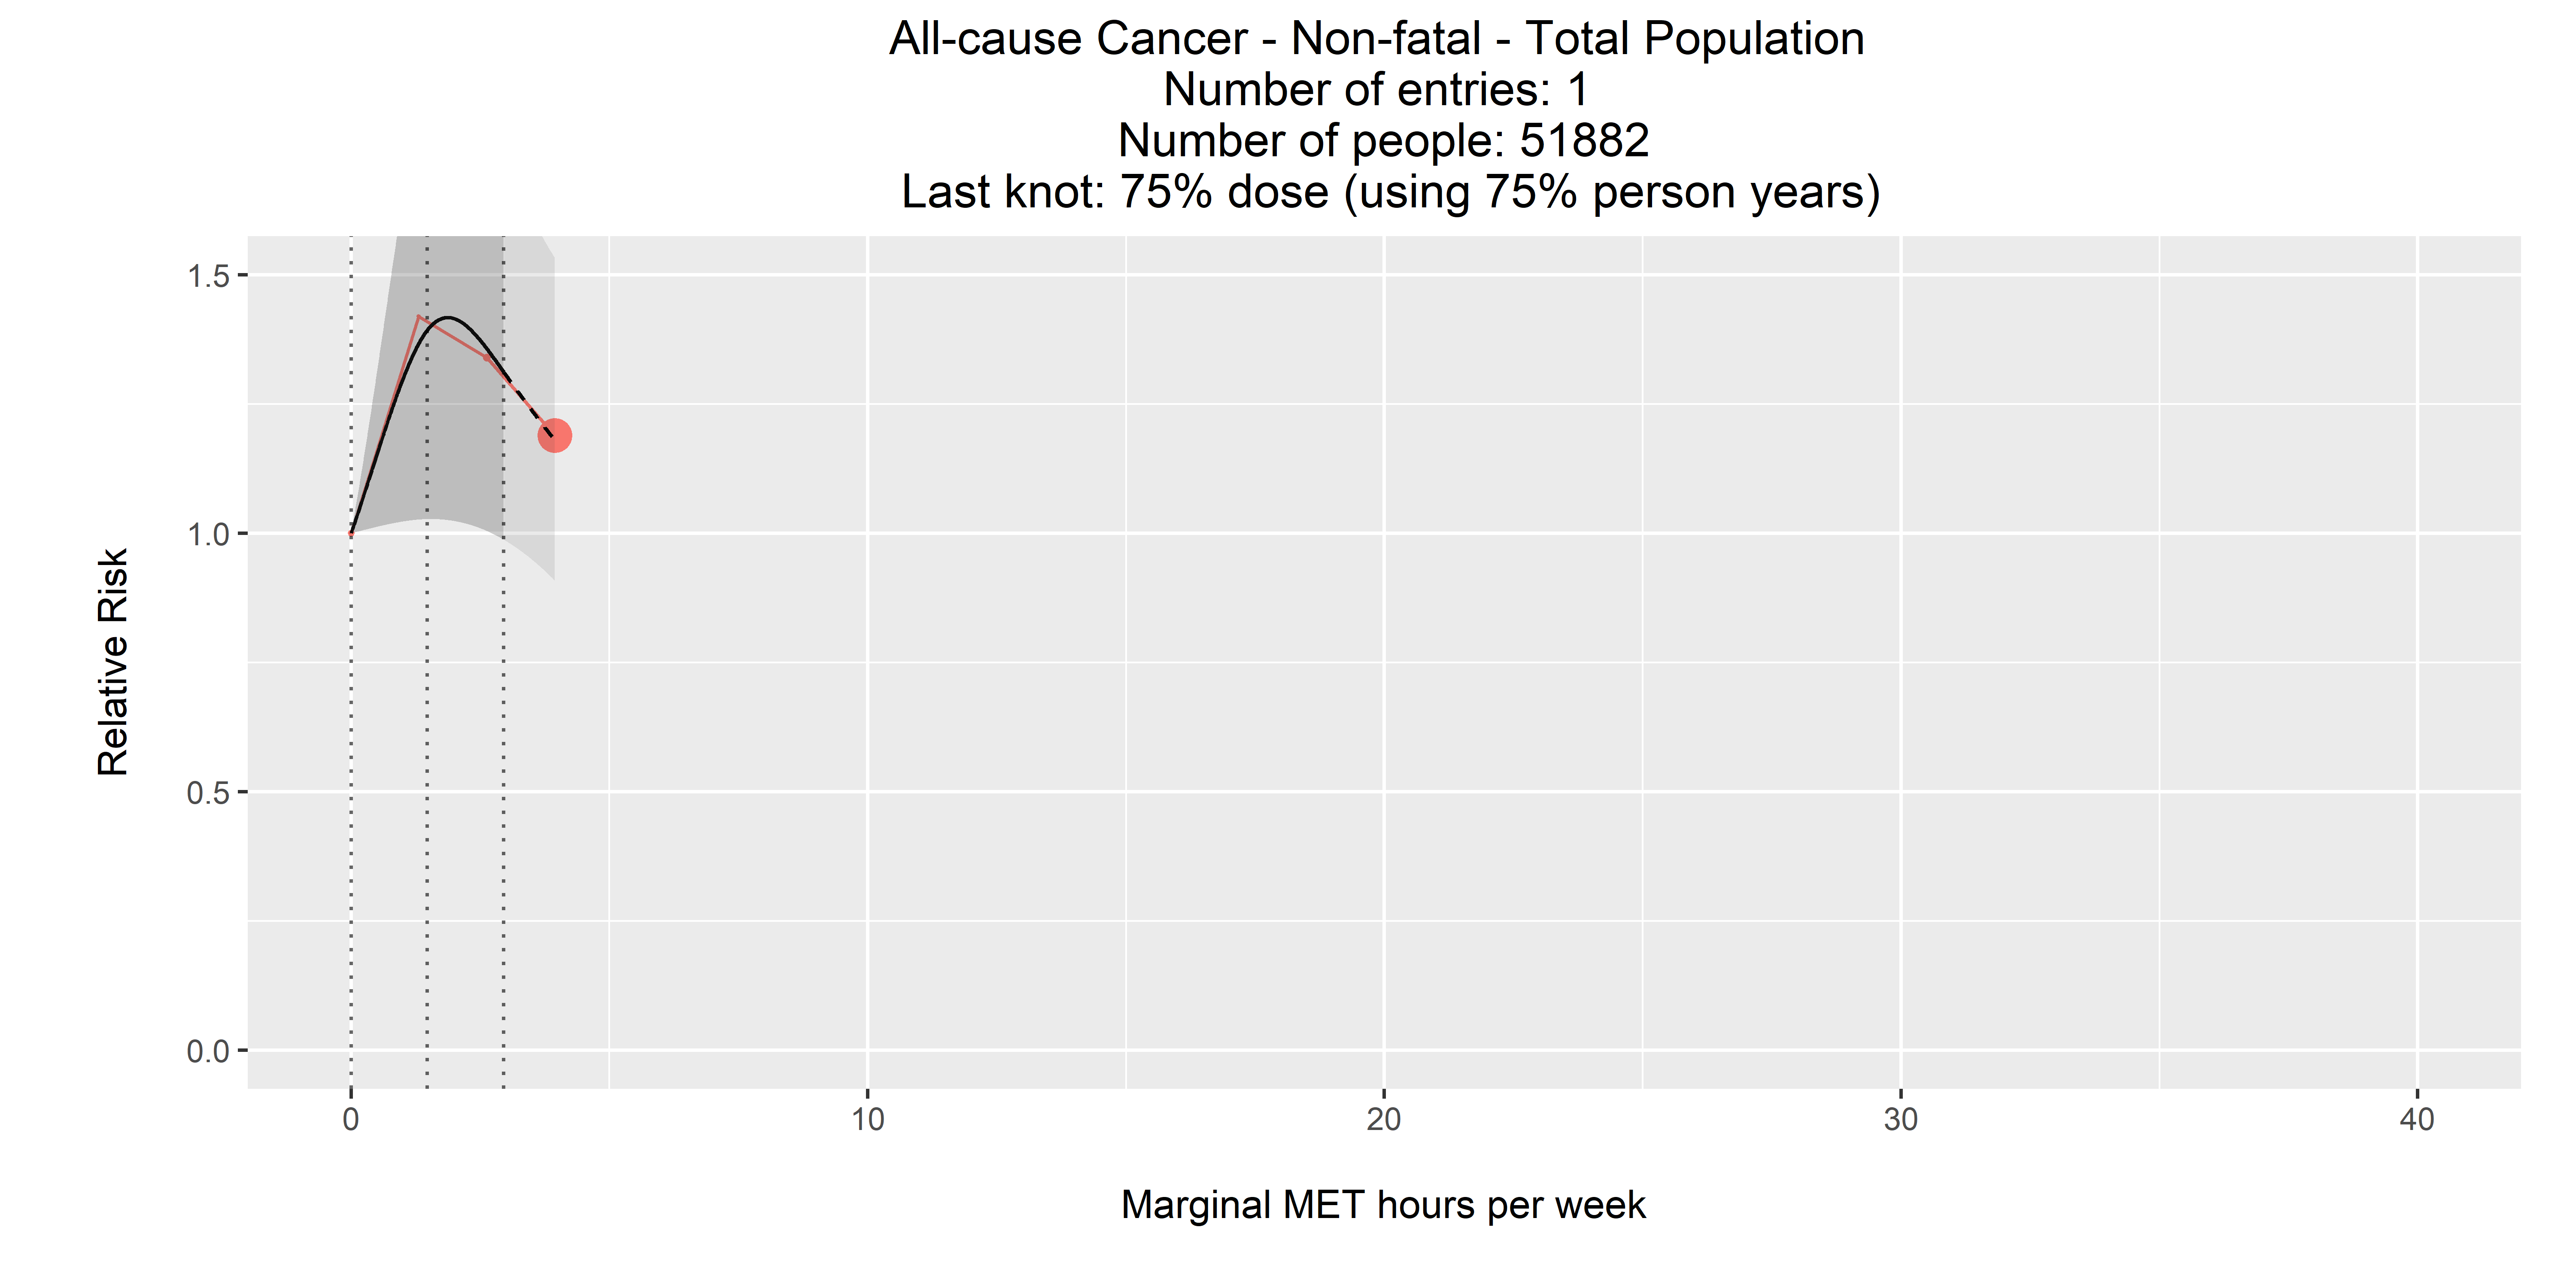 All-cause Cancer - Non-fatal - Total Population
Number of entries: 1
Number of people: 51882
Last knot: 75% dose (using 75% person years)
1.5
1.0
0.5
0.0
Relative Risk
0 10 20 30 40
Marginal MET hours per week